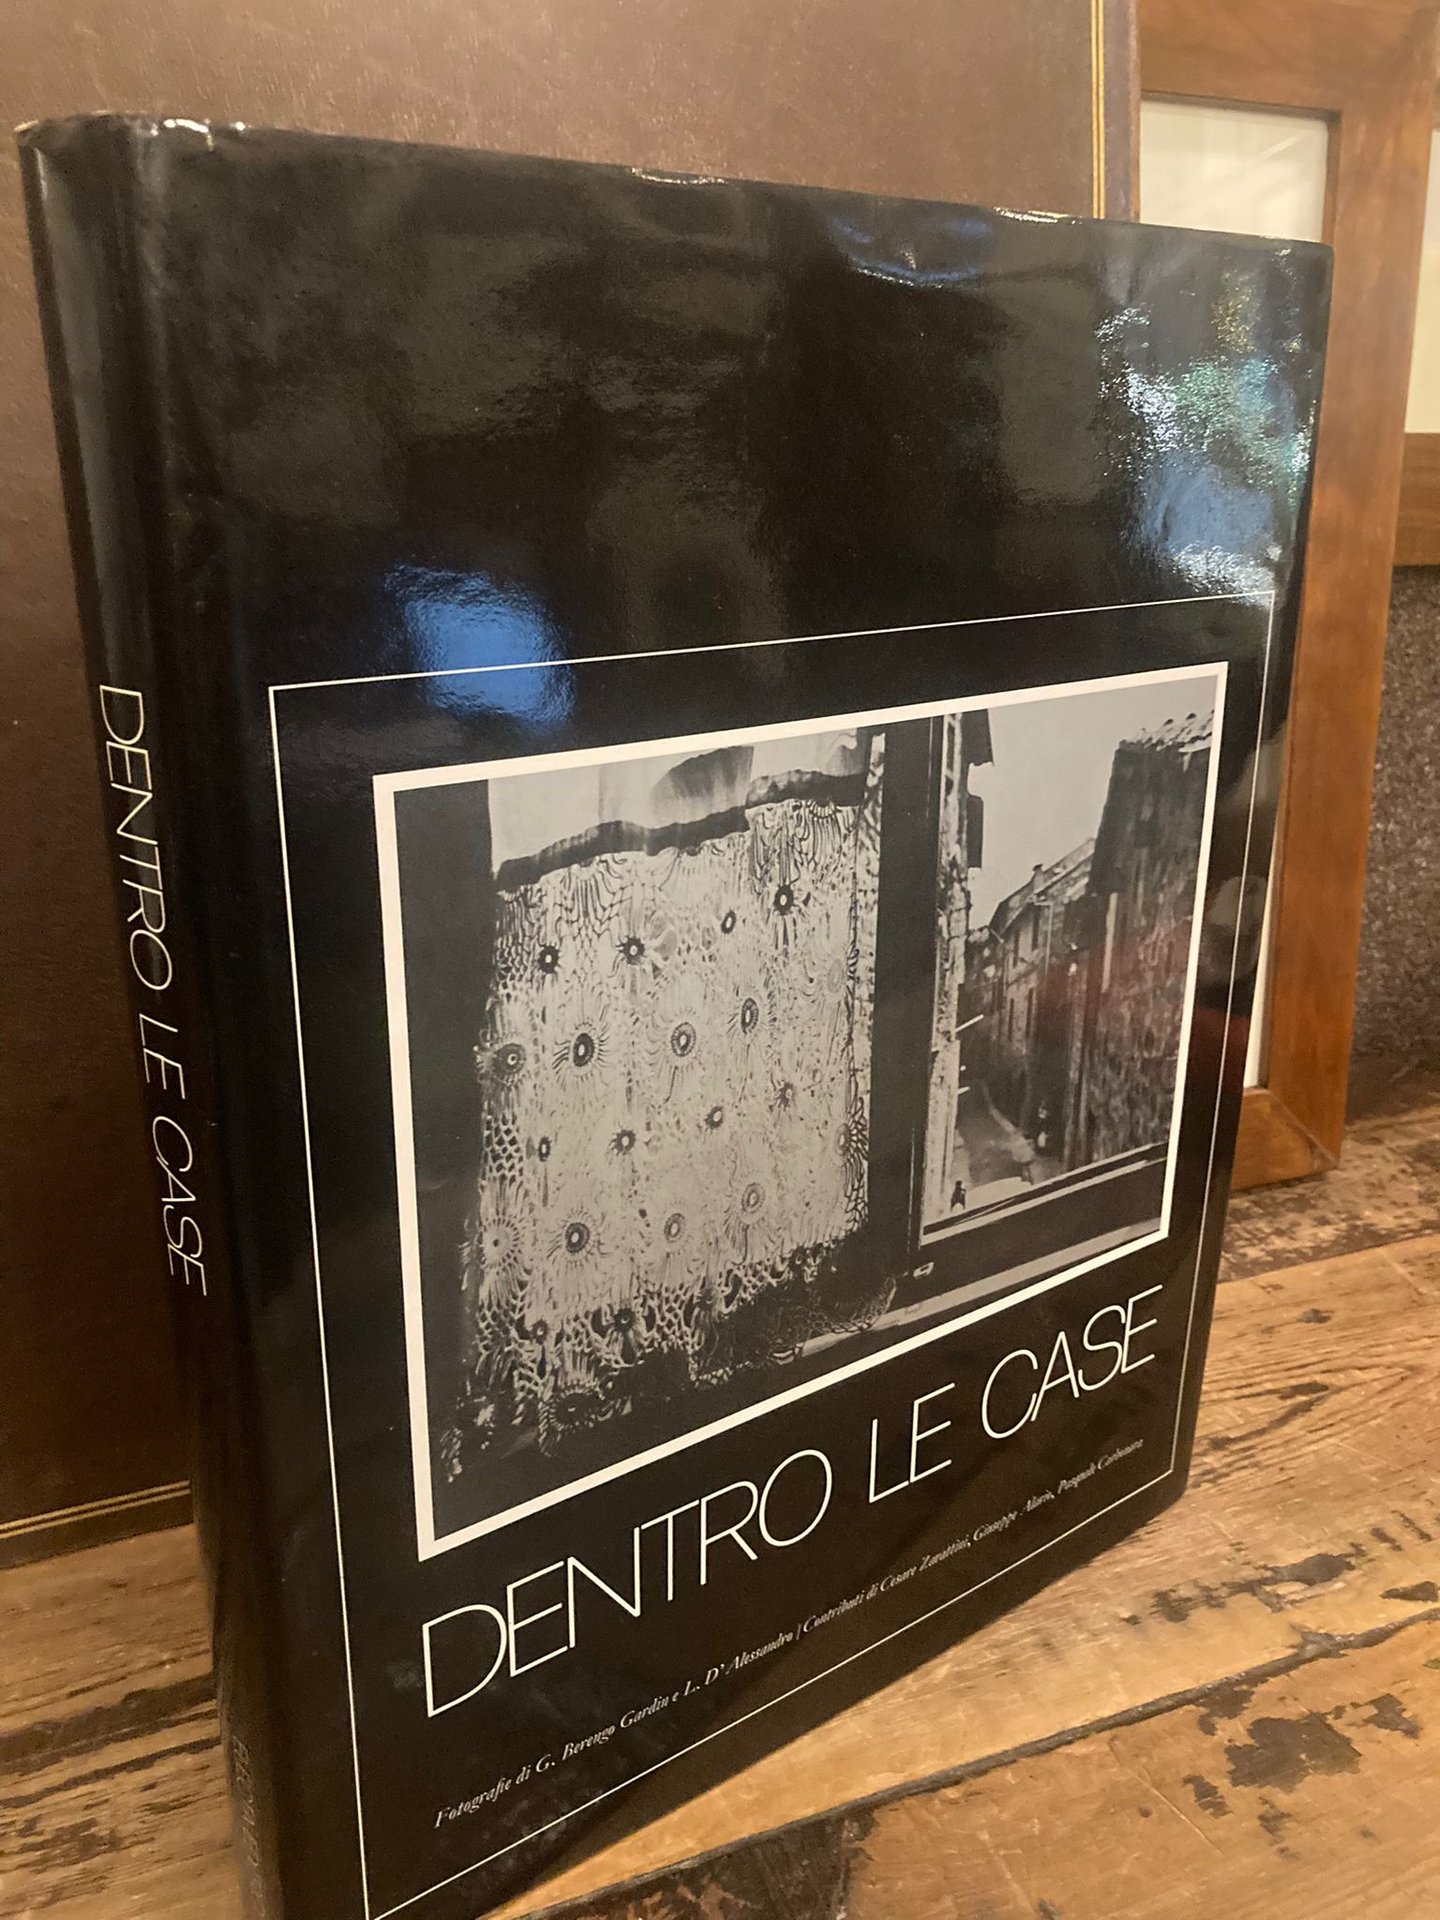 DENTRO LE CASE
DENTRO LE CASE
Fotografie di G. Berengo Gardin e L. D'Alessandro | Contributi di Cesare Zavattini, Giuseppe Alario, Pasquale Carbonara